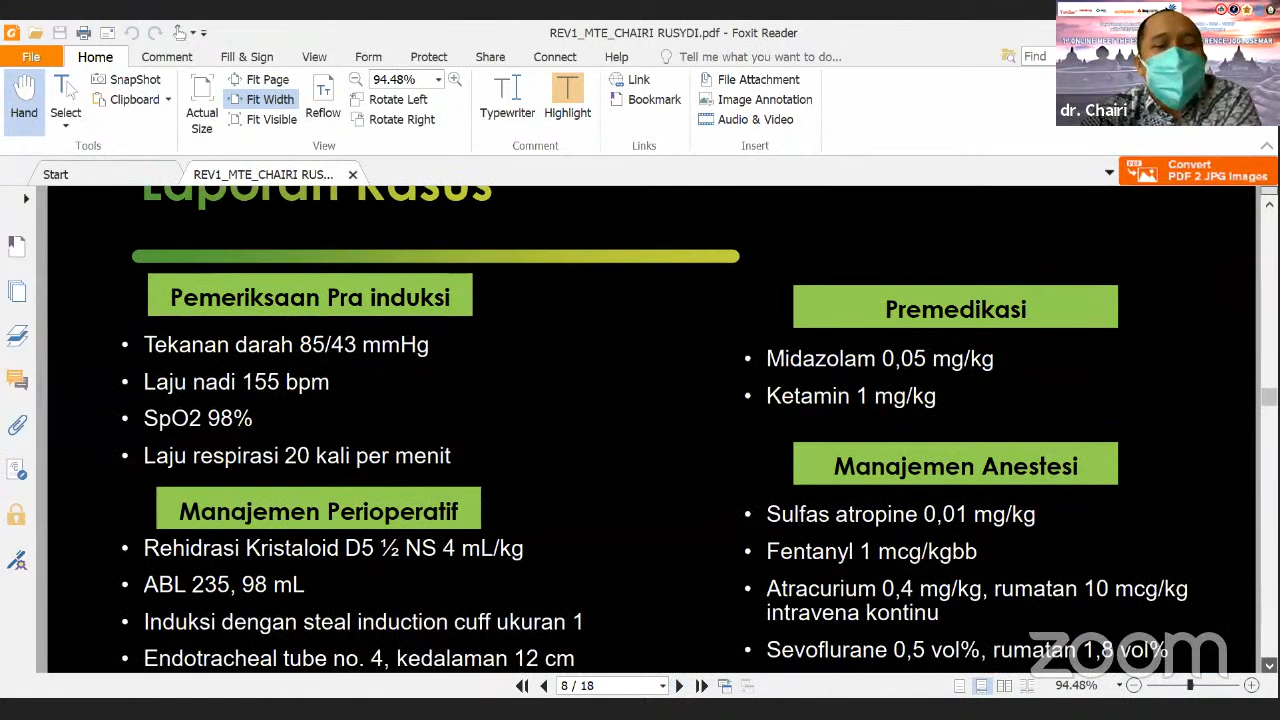 REV1_MTE_CHAIRI RUSYDI.pdf - Foxit Reader
File Home Comment Fill & Sign View Form Protect Share Connect Help Tell me what you want to do... Find
Hand
Select
SnapShot
Clipboard
Tools
Actual Size
Fit Page
Fit Width
Fit Visible
Reflow
94.48%
Rotate Left
Rotate Right
View
Typewriter
Highlight
Comment
Link
Bookmark
Links
File Attachment
Image Annotation
Audio & Video
Insert
dr. Chairi
Start
REV1_MTE_CHAIRI RUS...
Convert
PDF 2 JPG Images
Laporan Kasus
Pemeriksaan Pra induksi
• Tekanan darah 85/43 mmHg
• Laju nadi 155 bpm
• SpO2 98%
• Laju respirasi 20 kali per menit
Manajemen Perioperatif
• Rehidrasi Kristaloid D5 ½ NS 4 mL/kg
• ABL 235, 98 mL
• Induksi dengan steal induction cuff ukuran 1
• Endotracheal tube no. 4, kedalaman 12 cm
Premedikasi
• Midazolam 0,05 mg/kg
• Ketamin 1 mg/kg
Manajemen Anestesi
• Sulfas atropine 0,01 mg/kg
• Fentanyl 1 mcg/kgbb
• Atracurium 0,4 mg/kg, rumatan 10 mcg/kg
intravena kontinu
• Sevoflurane 0,5 vol%, rumatan 1,8 vol%
zoom
8 / 18
94.48%